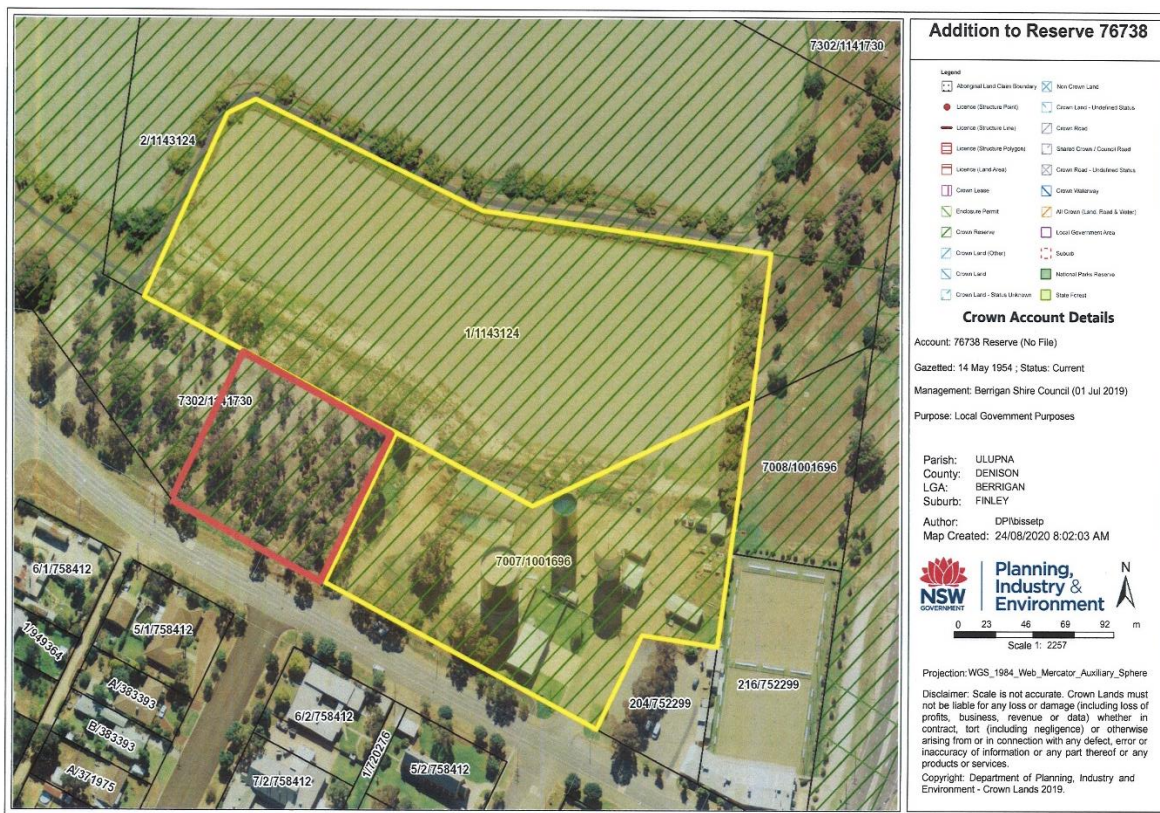 Addition to Reserve 76738
Legend
Aboriginal Land Claim Boundary
Non Crown Land
Licence (Structure Point)
Crown Land - Undefined Status
Licence (Structure Line)
Crown Road
Licence (Structure Polygon)
Shared Crown / Council Road
Licence (Land Area)
Crown Road - Undefined Status
Crown Lease
Crown Waterway
Enclosure Permit
All Crown (Land, Road & Water)
Crown Reserve
Local Government Area
Crown Land (Other)
Suburb
Crown Land
National Parks Reserve
Crown Land - Status Unknown
State Forest
Crown Account Details
Account: 76738 Reserve (No File)
Gazetted: 14 May 1954 ; Status: Current
Management: Berrigan Shire Council (01 Jul 2019)
Purpose: Local Government Purposes
Parish: ULUPNA
County: DENISON
LGA: BERRIGAN
Suburb: FINLEY
Author: DPI\bissetp
Map Created: 24/08/2020 8:02:03 AM
NSW
GOVERNMENT
Planning,
Industry &
Environment
N
0 23 46 69 92 m
Scale 1: 2257
Projection: WGS_1984_Web_Mercator_Auxiliary_Sphere
Disclaimer: Scale is not accurate. Crown Lands must
not be liable for any loss or damage (including loss of
profits, business, revenue or data) whether in
contract, tort (including negligence) or otherwise
arising from or in connection with any defect, error or
inaccuracy of information or any part thereof or any
products or services.
Copyright: Department of Planning, Industry and
Environment - Crown Lands 2019.
7302/1141730
2/1143124
1/1143124
7302/1141730
7008/1001696
7007/1001696
6/1/758412
5/1/758412
1/949364
A/383393
B/383393
A/371975
6/2/758412
7/2/758412
1/720276
5/2/758412
204/752299
216/752299